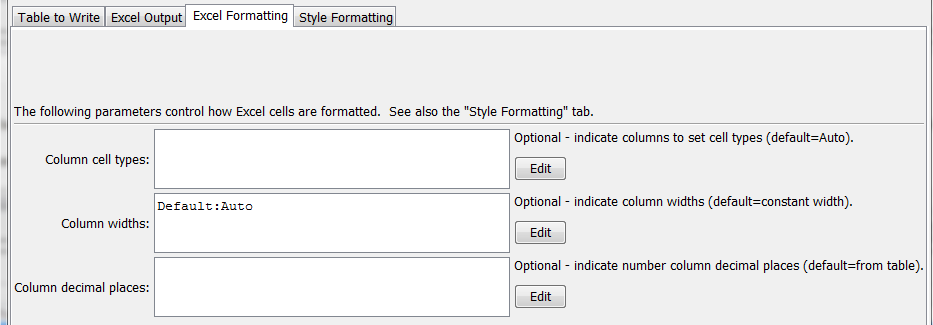 Table to Write Excel Output Excel Formatting Style Formatting
The following parameters control how Excel cells are formatted.  See also the "Style Formatting" tab.
Column cell types: Optional - indicate columns to set cell types (default=Auto).
Edit
Column widths: Default:Auto Optional - indicate column widths (default=constant width).
Edit
Column decimal places: Optional - indicate number column decimal places (default=from table).
Edit